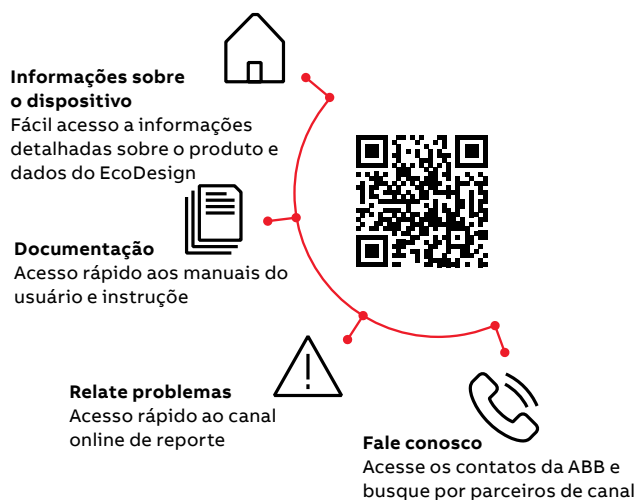 Informações sobre
o dispositivo
Fácil acesso a informações
detalhadas sobre o produto e
dados do EcoDesign
Documentação
Acesso rápido aos manuais do
usuário e instruçõe
Relate problemas
Acesso rápido ao canal
online de reporte
Fale conosco
Acesse os contatos da ABB e
busque por parceiros de canal